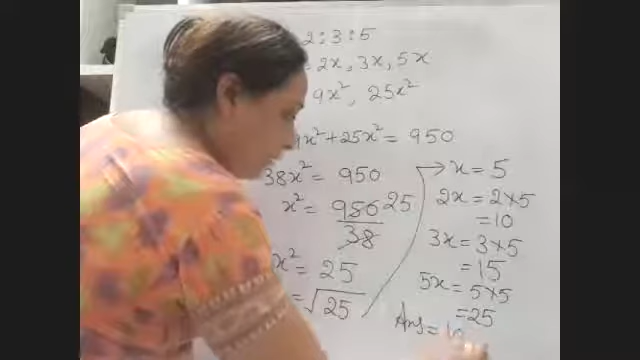 2 : 3 : 5
= 2x, 3x, 5x
9x², 25x²
9x² + 25x² = 950
38x² = 950
x² = 950 25
38
x² = 25
= √25
→ x = 5
2x = 2×5
= 10
3x = 3×5
= 15
5x = 5×5
= 25
Ans = 10